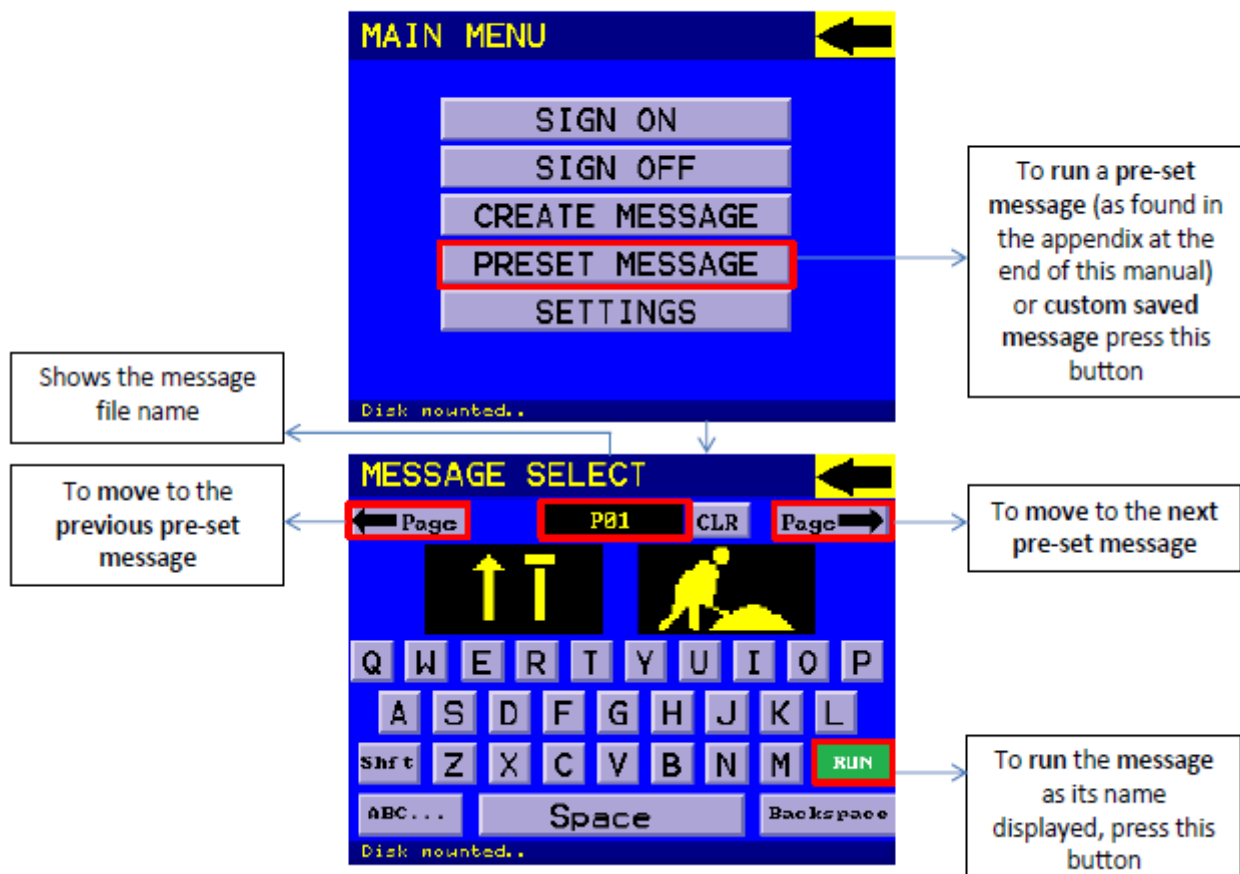 MAIN MENU
SIGN ON
SIGN OFF
CREATE MESSAGE
PRESET MESSAGE
SETTINGS
Disk mounted..
To run a pre-set
message (as found in
the appendix at the
end of this manual)
or custom saved
message press this
button
Shows the message
file name
To move to the
previous pre-set
message
MESSAGE SELECT
Page
P01
CLR
Page
To move to the next
pre-set message
Q W E R T Y U I O P
A S D F G H J K L
Shft Z X C V B N M RUN
ABC... Space Backspace
Disk mounted..
To run the message
as its name
displayed, press this
button